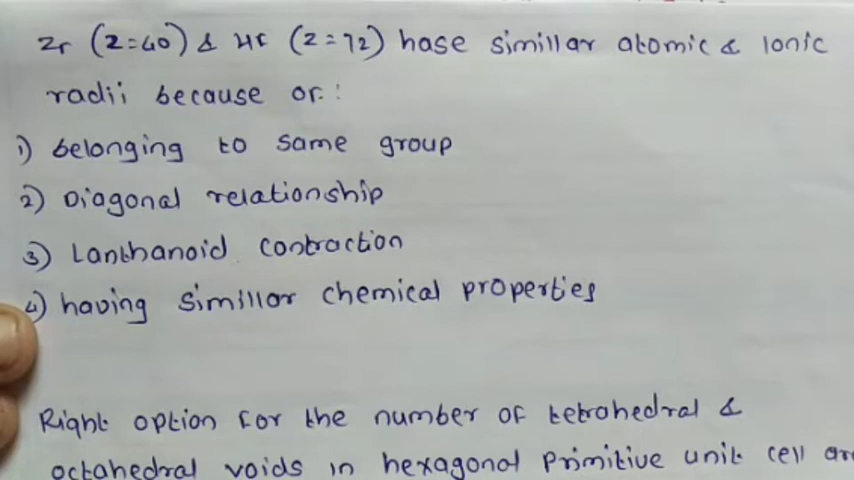 Zr (Z=40) & Hf (Z=72) hase simillar atomic & Ionic
radii because of:
1) belonging to same group
2) Diagonal relationship
3) Lanthanoid contraction
4) having simillar chemical properties
Right option for the number of tetrahedral &
octahedral voids in hexagonal primitive unit cell are